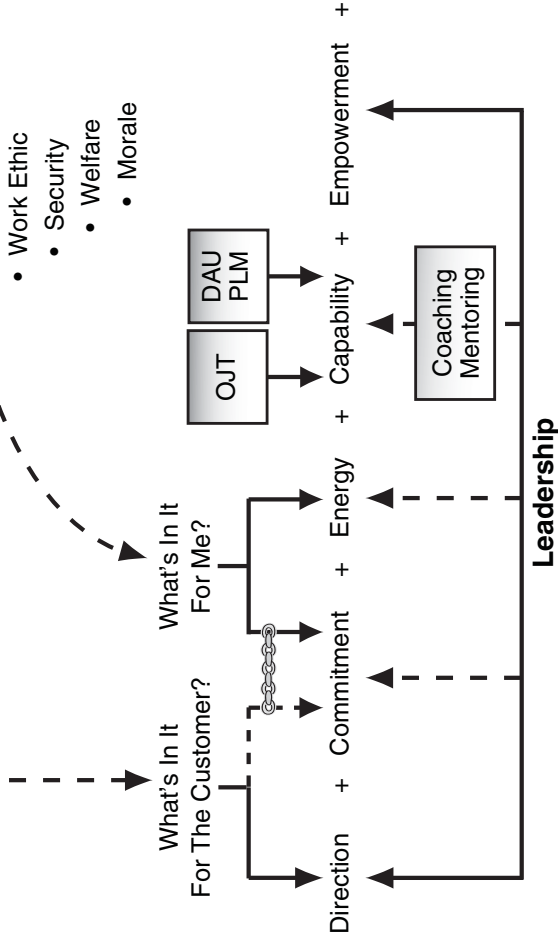 • Work Ethic
• Security
• Welfare
• Morale
What's In It
For The Customer?
What's In It
For Me?
OJT
DAU
PLM
Direction + Commitment + Energy + Capability + Empowerment +
Coaching
Mentoring
Leadership